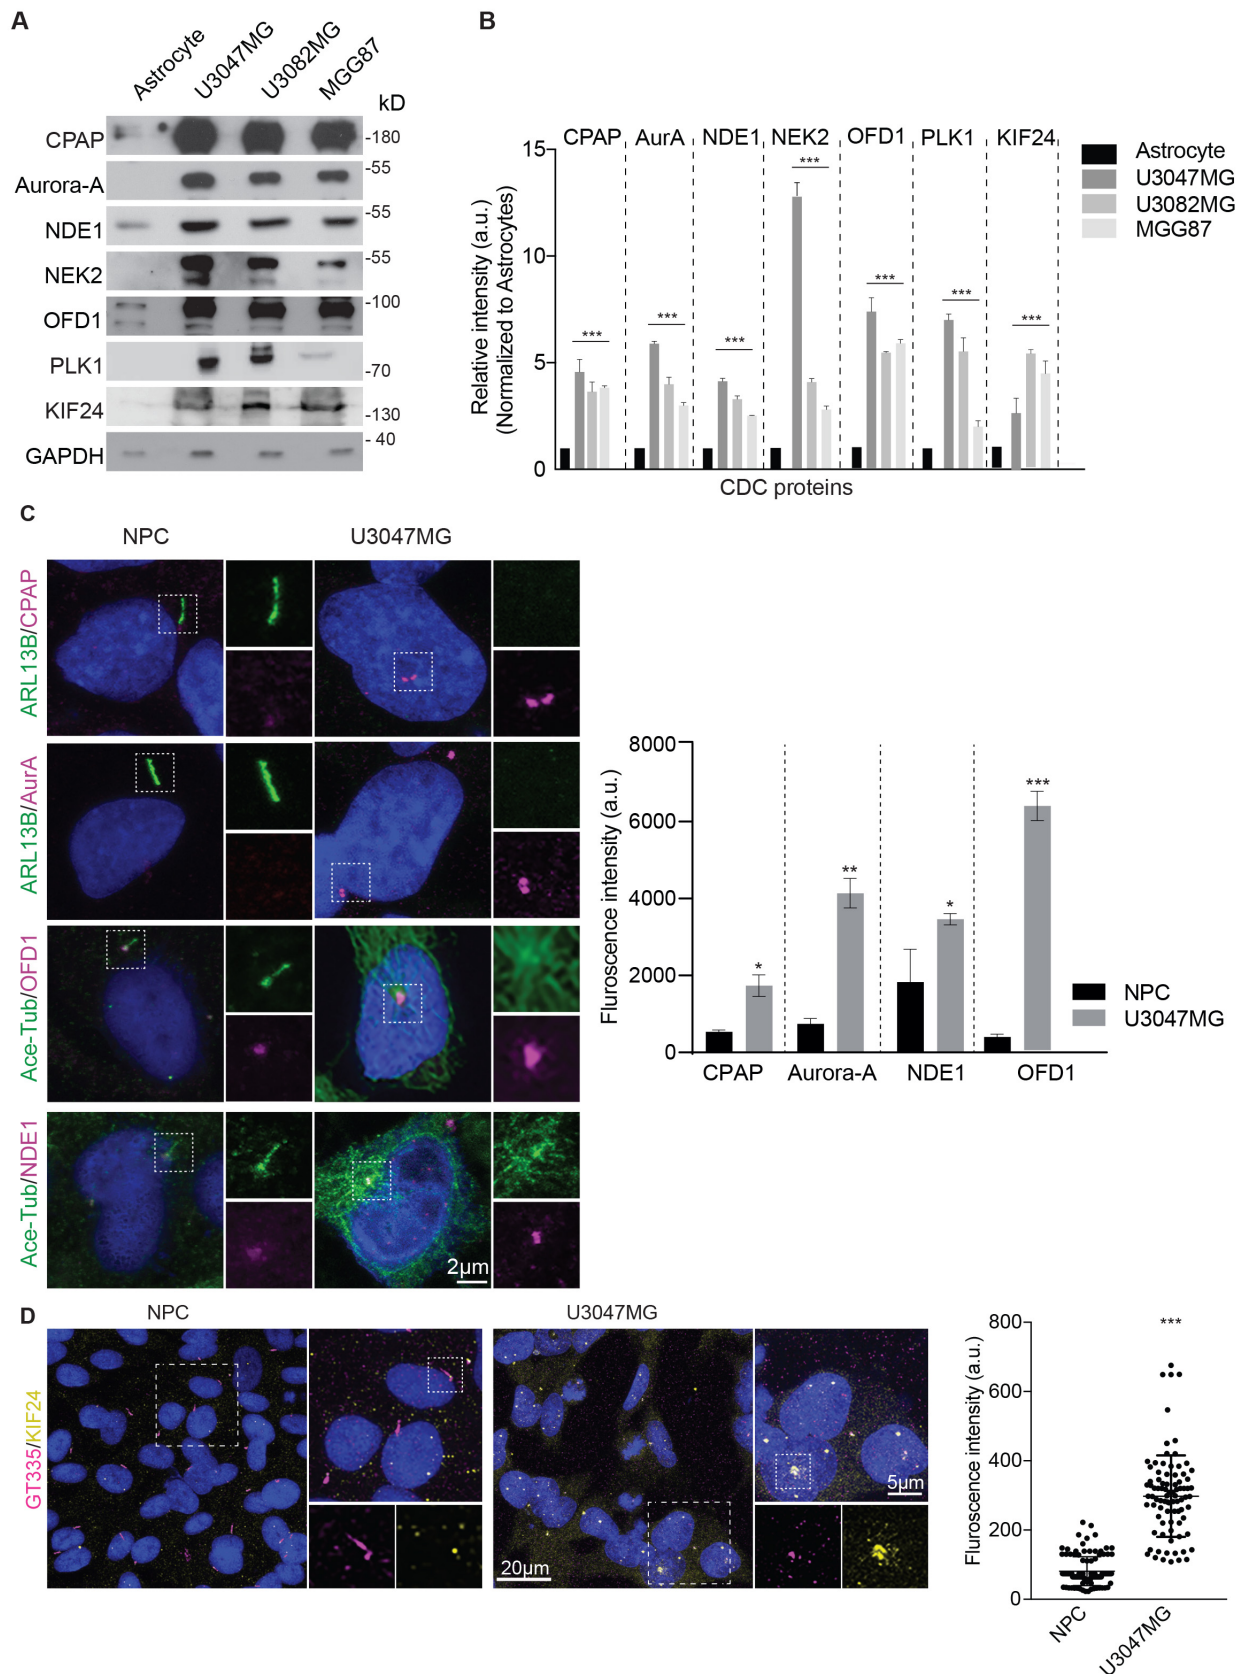 A
Astrocyte
U3047MG
U3082MG
MGG87
kD
CPAP
-180
Aurora-A
-55
NDE1
-55
NEK2
-55
OFD1
-100
PLK1
-70
KIF24
-130
GAPDH
- 40
B
CPAP AurA NDE1 NEK2 OFD1 PLK1 KIF24
Relative intensity (a.u.)
(Normalized to Astrocytes)
15
10
5
0
***
***
***
***
***
***
***
CDC proteins
Astrocyte
U3047MG
U3082MG
MGG87
C
NPC
U3047MG
ARL13B/CPAP
ARL13B/AurA
Ace-Tub/OFD1
Ace-Tub/NDE1
2µm
Fluroscence intensity (a.u.)
8000
6000
4000
2000
0
*
**
*
***
CPAP Aurora-A NDE1 OFD1
NPC
U3047MG
D
NPC
U3047MG
GT335/KIF24
20µm
5µm
Fluroscence intensity (a.u.)
800
600
400
200
0
***
NPC
U3047MG